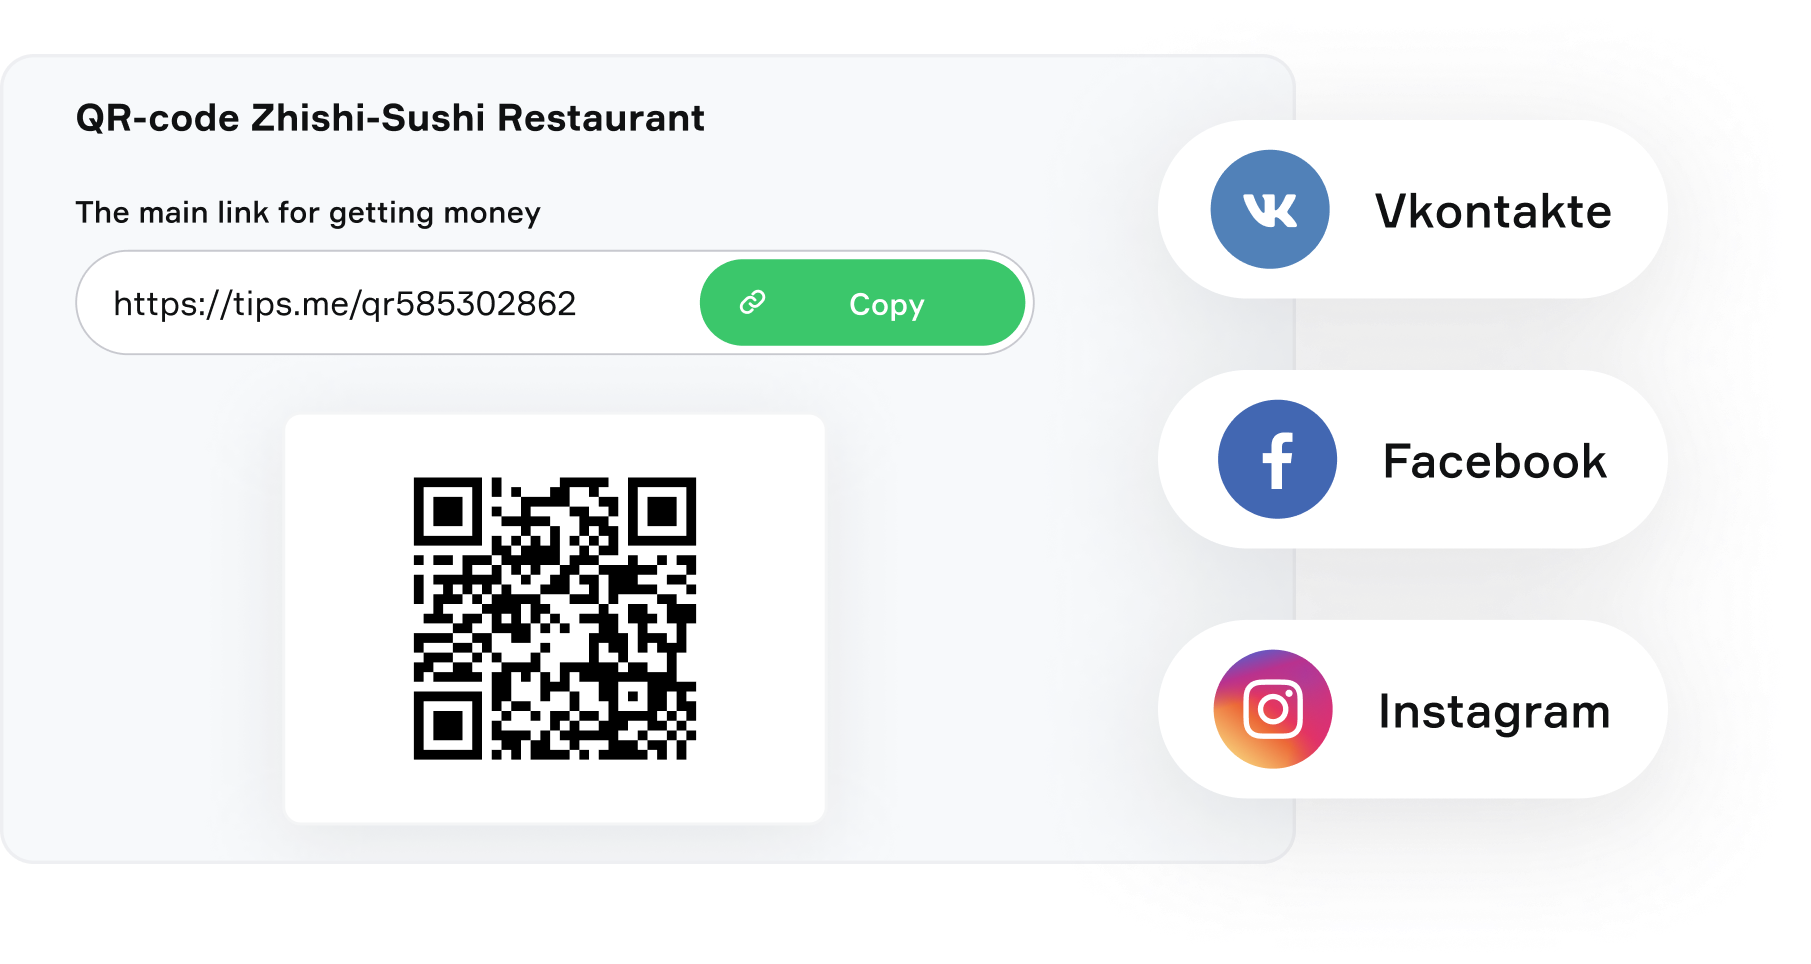 QR-code Zhishi-Sushi Restaurant
The main link for getting money
https://tips.me/qr585302862
Copy
Vkontakte
Facebook
Instagram